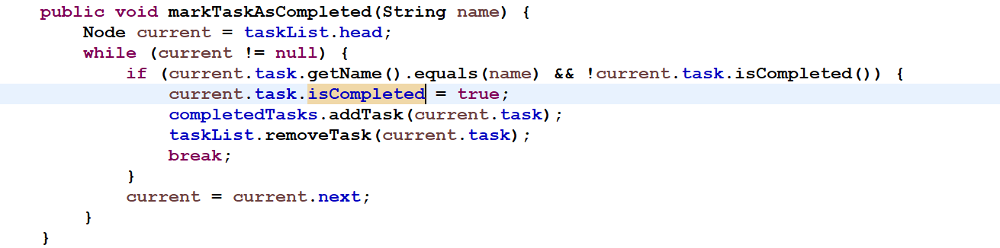 public void markTaskAsCompleted(String name) {
    Node current = taskList.head;
    while (current != null) {
        if (current.task.getName().equals(name) && !current.task.isCompleted()) {
            current.task.isCompleted = true;
            completedTasks.addTask(current.task);
            taskList.removeTask(current.task);
            break;
        }
        current = current.next;
    }
}